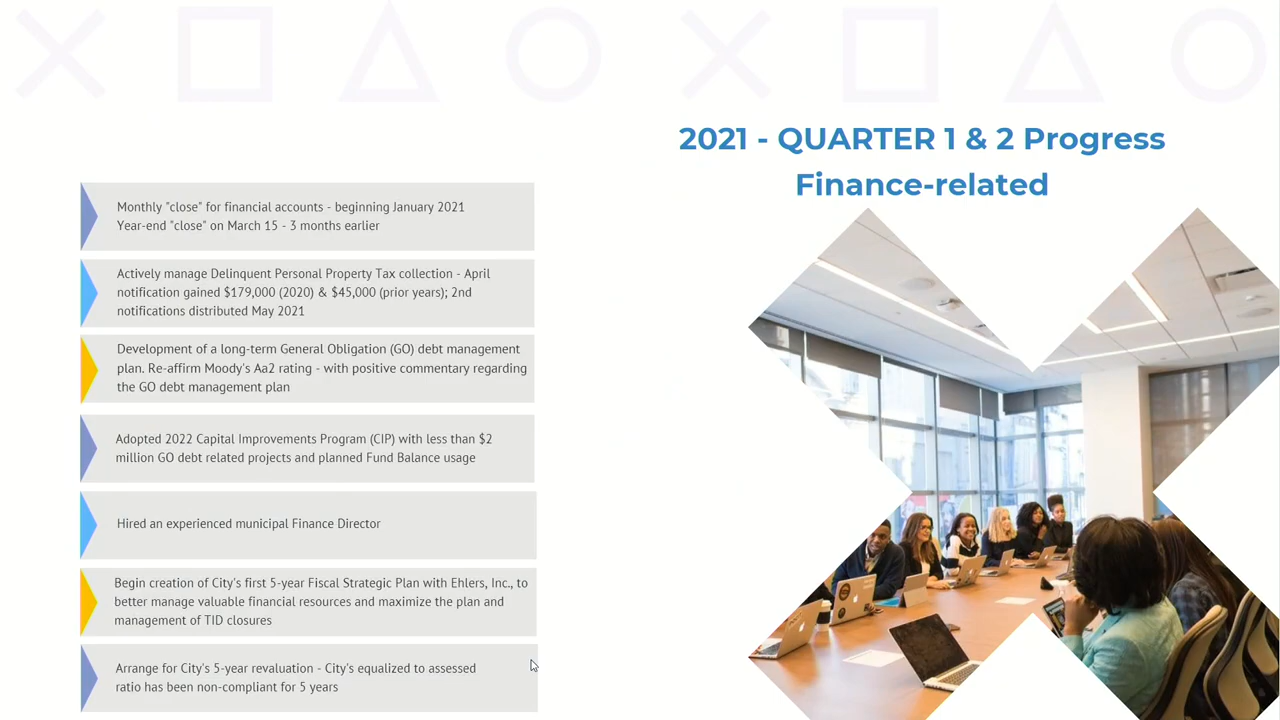 2021 - QUARTER 1 & 2 Progress
Finance-related
Monthly "close" for financial accounts - beginning January 2021
Year-end "close" on March 15 - 3 months earlier
Actively manage Delinquent Personal Property Tax collection - April
notification gained $179,000 (2020) & $45,000 (prior years); 2nd
notifications distributed May 2021
Development of a long-term General Obligation (GO) debt management
plan. Re-affirm Moody's Aa2 rating - with positive commentary regarding
the GO debt management plan
Adopted 2022 Capital Improvements Program (CIP) with less than $2
million GO debt related projects and planned Fund Balance usage
Hired an experienced municipal Finance Director
Begin creation of City's first 5-year Fiscal Strategic Plan with Ehlers, Inc., to
better manage valuable financial resources and maximize the plan and
management of TID closures
Arrange for City's 5-year revaluation - City's equalized to assessed
ratio has been non-compliant for 5 years